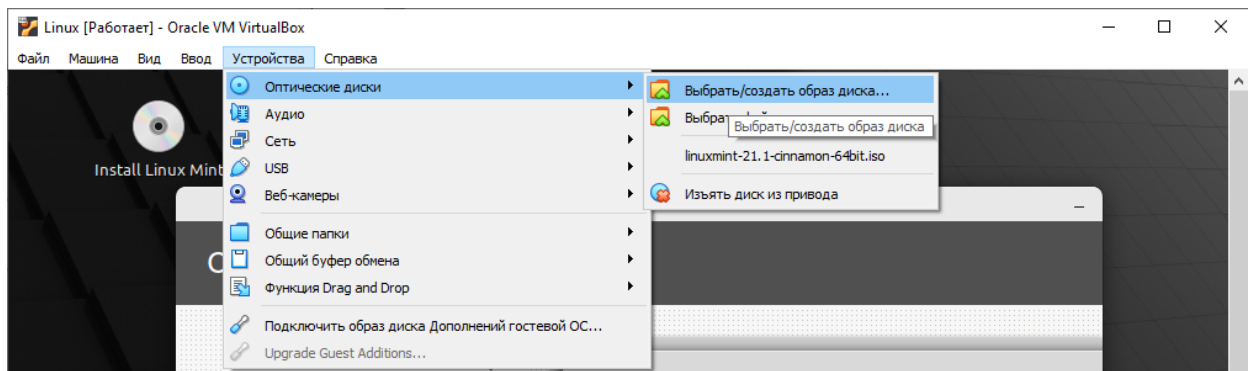 Linux [Работает] - Oracle VM VirtualBox
Файл Машина Вид Ввод Устройства Справка
Оптические диски
Аудио
Сеть
USB
Веб-камеры
Общие папки
Общий буфер обмена
Функция Drag and Drop
Подключить образ диска Дополнений гостевой ОС...
Upgrade Guest Additions...
Выбрать/создать образ диска...
Выбрать/создать образ диска
linuxmint-21.1-cinnamon-64bit.iso
Изъять диск из привода
Install Linux Mint